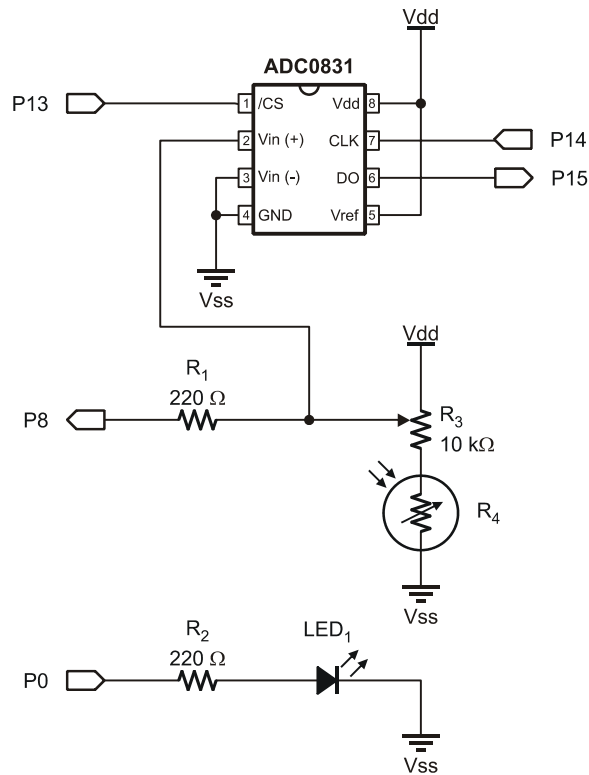 Vdd
ADC0831
P13
1 /CS Vdd 8
2 Vin (+) CLK 7
P14
3 Vin (-) DO 6
P15
4 GND Vref 5
Vss
Vdd
R1
220 Ω
P8
R3
10 kΩ
R4
Vss
R2
220 Ω
LED1
P0
Vss